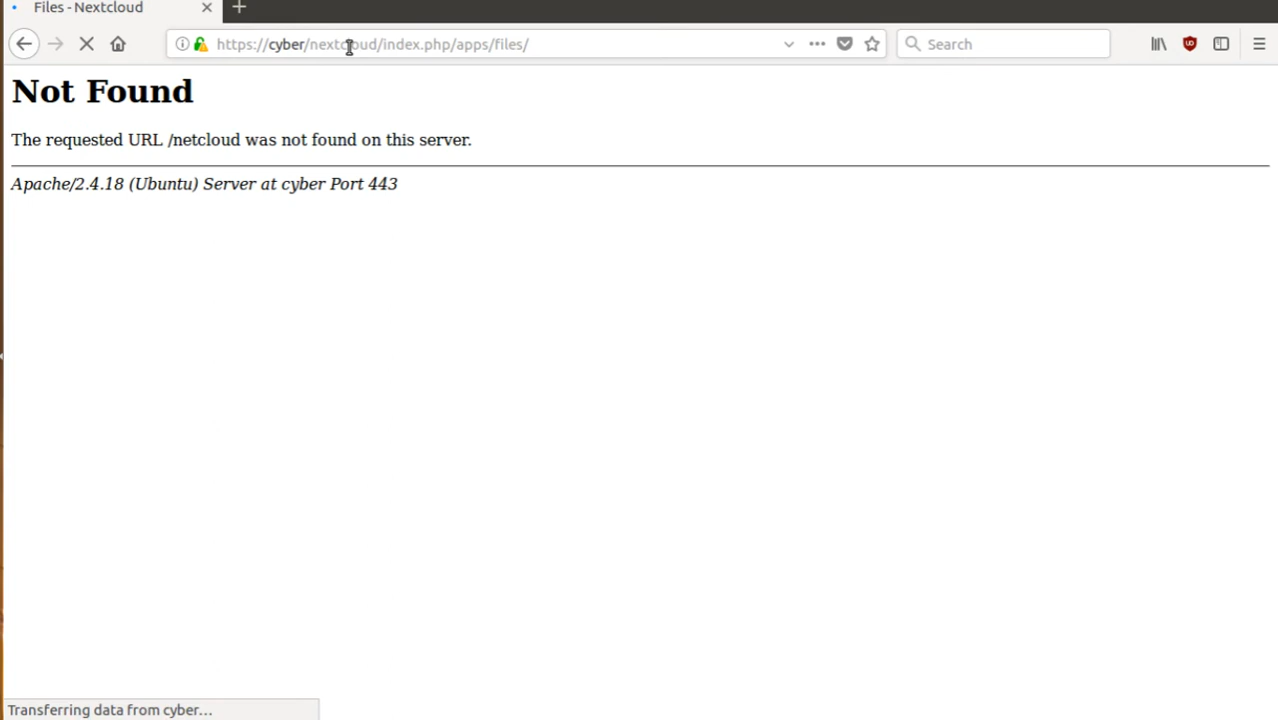 Files - Nextcloud
https://cyber/nextcloud/index.php/apps/files/
Search
Not Found
The requested URL /netcloud was not found on this server.
Apache/2.4.18 (Ubuntu) Server at cyber Port 443
Transferring data from cyber...